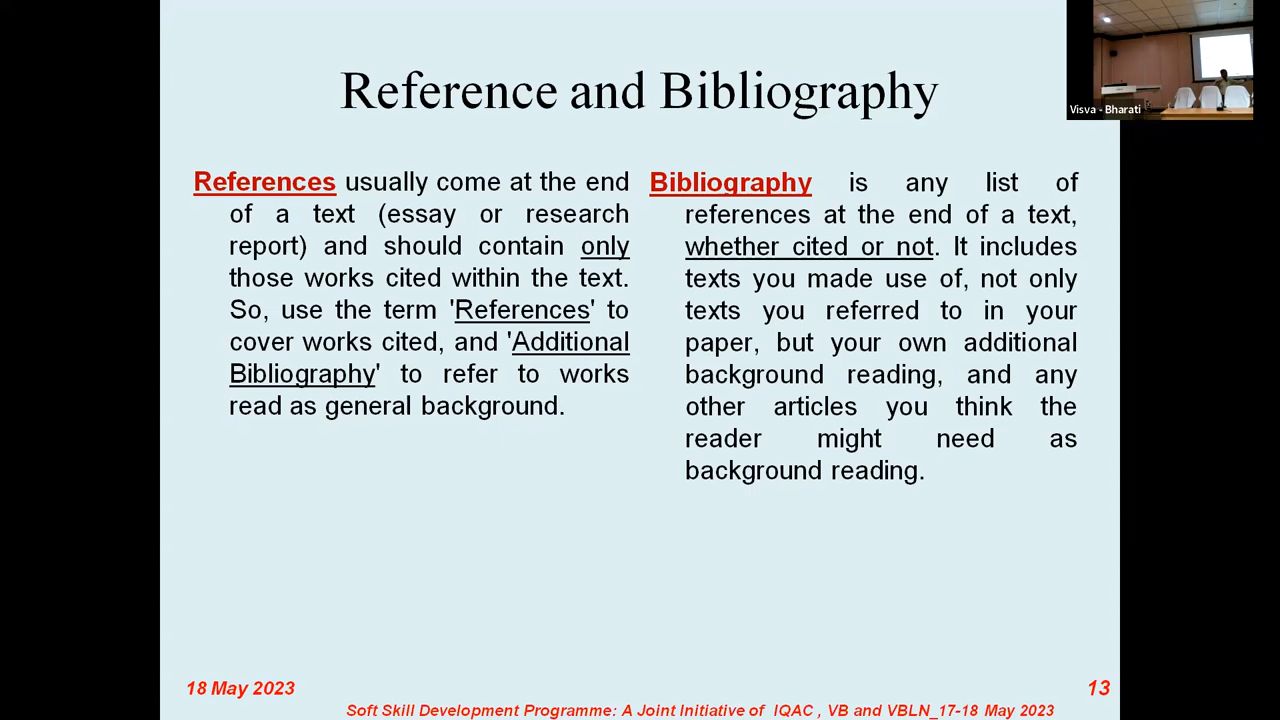 Reference and Bibliography
Visva - Bharati
References usually come at the end
of a text (essay or research
report) and should contain only
those works cited within the text.
So, use the term 'References' to
cover works cited, and 'Additional
Bibliography' to refer to works
read as general background.
Bibliography is any list of
references at the end of a text,
whether cited or not. It includes
texts you made use of, not only
texts you referred to in your
paper, but your own additional
background reading, and any
other articles you think the
reader might need as
background reading.
18 May 2023
13
Soft Skill Development Programme: A Joint Initiative of IQAC , VB and VBLN_17-18 May 2023